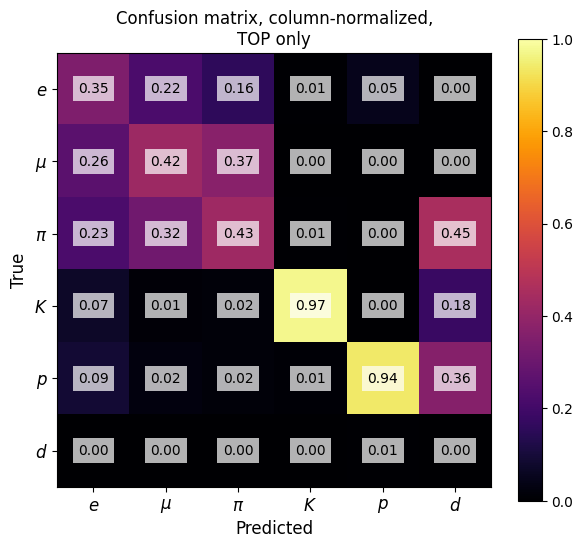 Confusion matrix, column-normalized,
TOP only
True
e 0.35 0.22 0.16 0.01 0.05 0.00
μ 0.26 0.42 0.37 0.00 0.00 0.00
π 0.23 0.32 0.43 0.01 0.00 0.45
K 0.07 0.01 0.02 0.97 0.00 0.18
p 0.09 0.02 0.02 0.01 0.94 0.36
d 0.00 0.00 0.00 0.00 0.01 0.00
e μ π K p d
Predicted
1.0
0.8
0.6
0.4
0.2
0.0